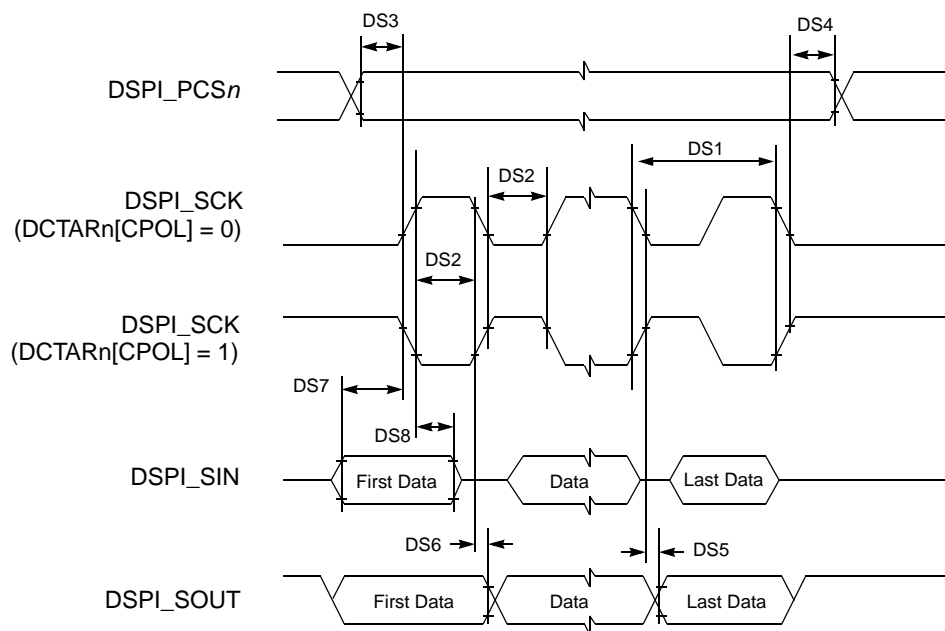 DS3
DS4
DSPI_PCSn
DS1
DS2
DSPI_SCK
(DCTARn[CPOL] = 0)
DS2
DSPI_SCK
(DCTARn[CPOL] = 1)
DS7
DS8
DSPI_SIN
First Data
Data
Last Data
DS6
DS5
DSPI_SOUT
First Data
Data
Last Data